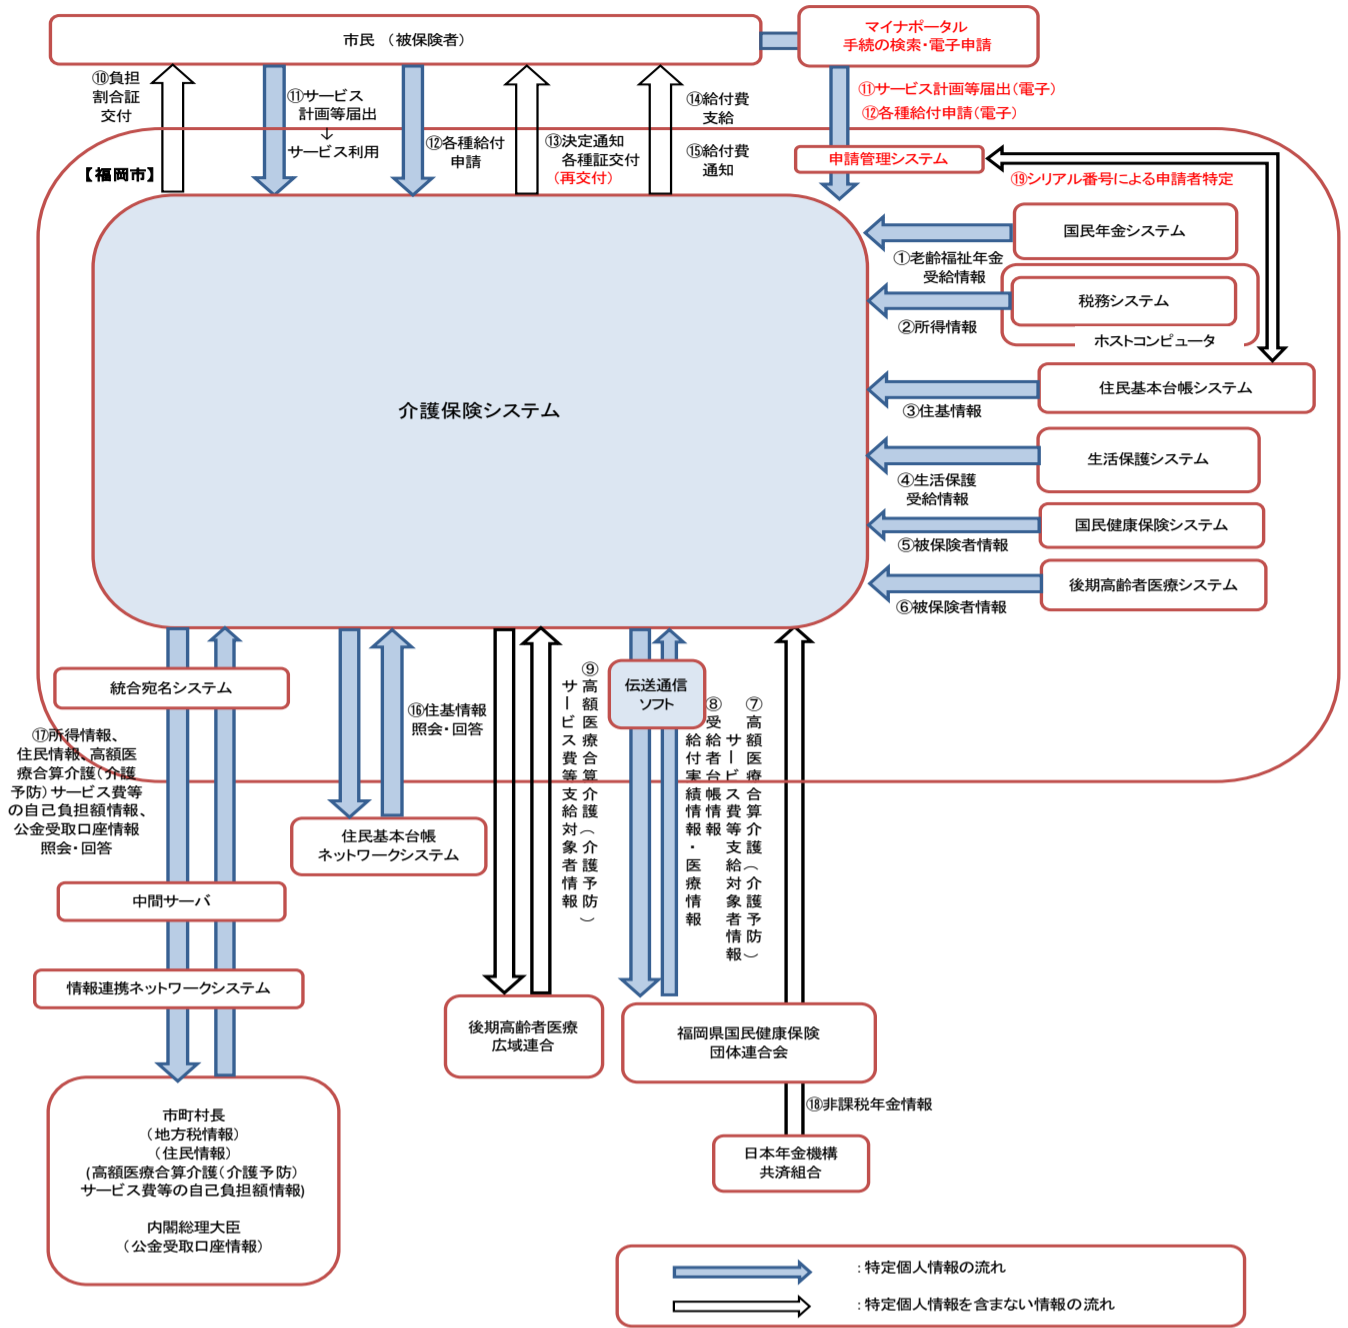 市民 （被保険者）
マイナポータル
手続の検索・電子申請
⑩負担
割合証
交付
⑪サービス
計画等届出
↓
サービス利用
⑫各種給付
申請
⑬決定通知
各種証交付
（再交付）
⑭給付費
支給
⑮給付費
通知
⑪サービス計画等届出（電子）
⑫各種給付申請（電子）
【福岡市】
申請管理システム
⑲シリアル番号による申請者特定
国民年金システム
①老齢福祉年金
受給情報
税務システム
②所得情報
ホストコンピュータ
住民基本台帳システム
③住基情報
介護保険システム
生活保護システム
④生活保護
受給情報
国民健康保険システム
⑤被保険者情報
後期高齢者医療システム
⑥被保険者情報
統合宛名システム
⑰所得情報、
住民情報、高額医
療合算介護（介護
予防）サービス費等
の自己負担額情報、
公金受取口座情報
照会・回答
⑯住基情報
照会・回答
住民基本台帳
ネットワークシステム
⑨高額医療合算介護（介護予防）
サービス費等支給対象者情報
伝送通信
ソフト
⑦高額医療合算介護（介護予防）
サービス費等支給対象者情報
⑧受給者台帳情報
給付実績情報・医療情報
中間サーバ
情報連携ネットワークシステム
後期高齢者医療
広域連合
福岡県国民健康保険
団体連合会
⑱非課税年金情報
日本年金機構
共済組合
市町村長
（地方税情報）
（住民情報）
(高額医療合算介護（介護予防）
サービス費等の自己負担額情報)
内閣総理大臣
（公金受取口座情報）
：特定個人情報の流れ
：特定個人情報を含まない情報の流れ